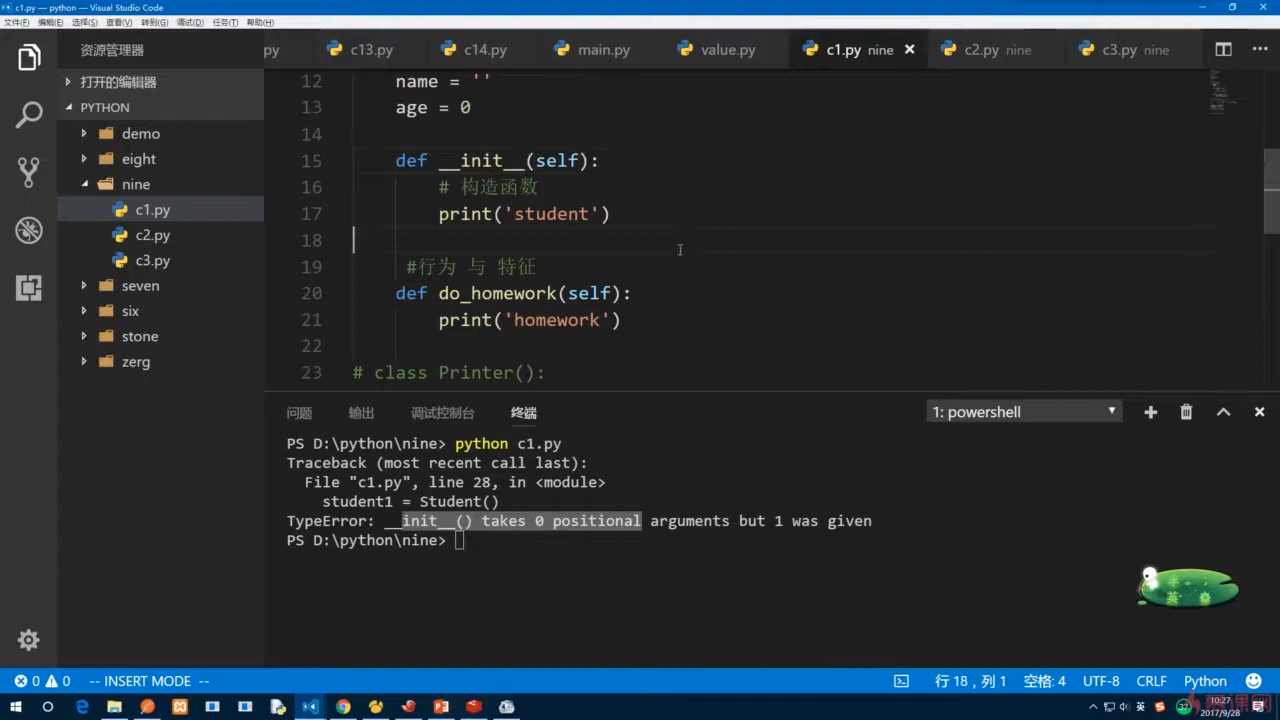 c1.py — python — Visual Studio Code
文件(F) 编辑(E) 选择(S) 查看(V) 转到(G) 调试(D) 任务(T) 帮助(H)
资源管理器
py c13.py c14.py main.py value.py c1.py nine c2.py nine c3.py nine
打开的编辑器
PYTHON
demo
eight
nine
c1.py
c2.py
c3.py
seven
six
stone
zerg
12 name = ''
13 age = 0
14
15 def __init__(self):
16 # 构造函数
17 print('student')
18
19 #行为 与 特征
20 def do_homework(self):
21 print('homework')
22
23 # class Printer():
问题 输出 调试控制台 终端 1: powershell
PS D:\python\nine> python c1.py
Traceback (most recent call last):
File "c1.py", line 28, in <module>
student1 = Student()
TypeError: __init__() takes 0 positional arguments but 1 was given
PS D:\python\nine>
半
英
0 0 -- INSERT MODE -- 行 18，列 1 空格: 4 UTF-8 CRLF Python
英 10:27
2017/9/28